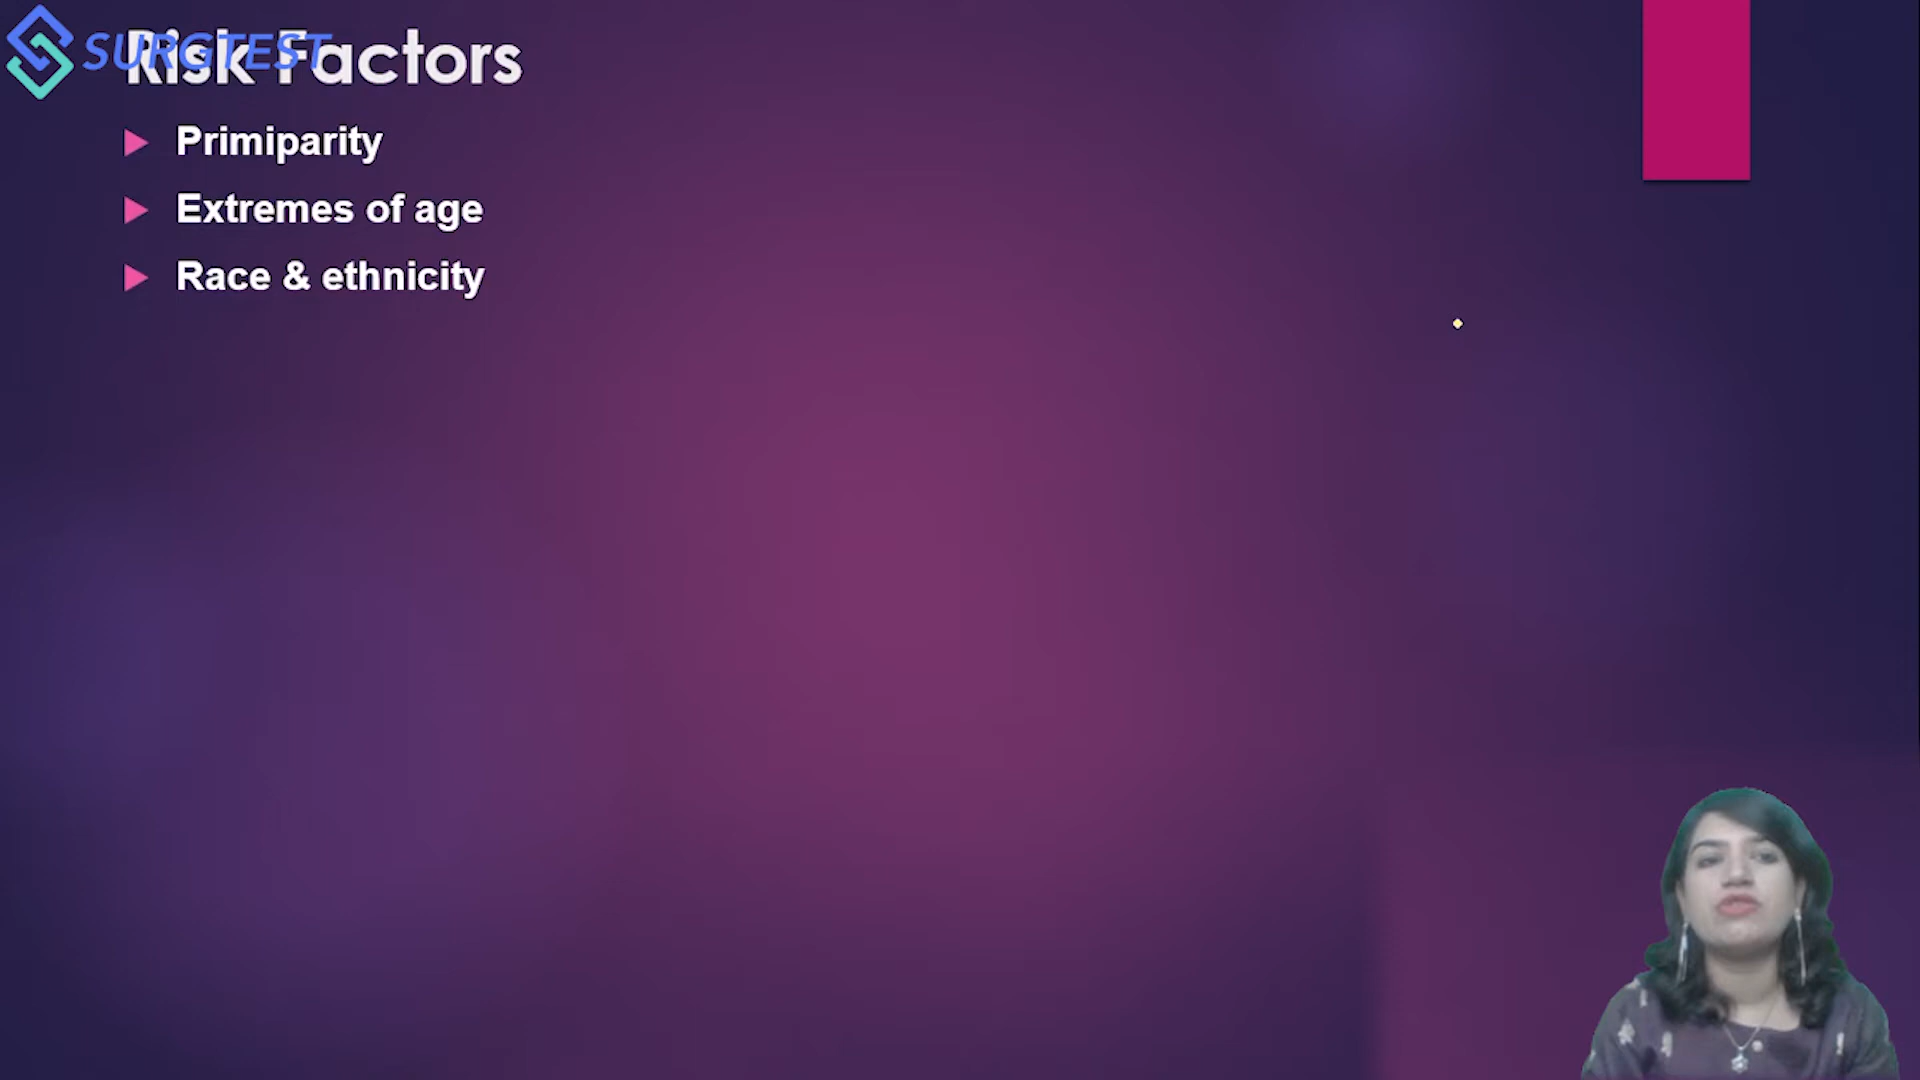 SURGTEST
Risk Factors
Primiparity
Extremes of age
Race & ethnicity